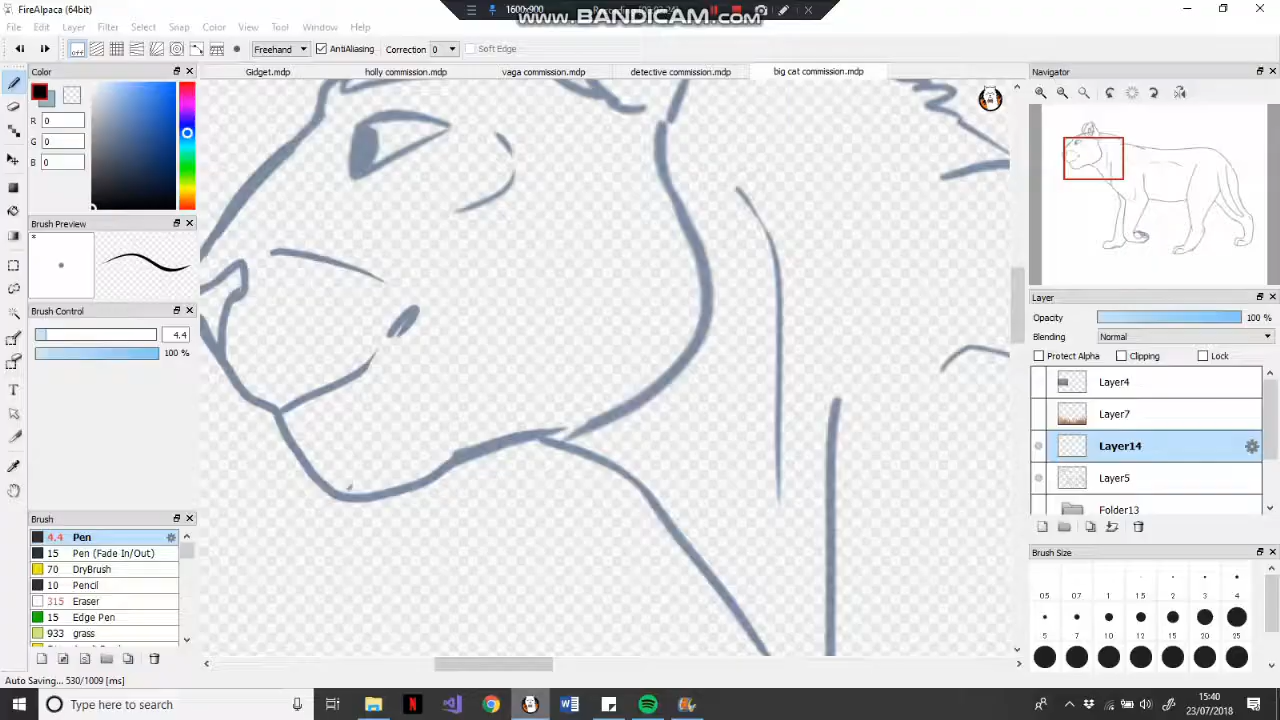 FireAlpaca (64bit)
1600x900
www.BANDICAM.com
Edit View Layer Filter Select Snap Color View Tool Window Help
Freehand AntiAliasing Correction 0 Soft Edge
Color
R 0
G 0
B 0
Brush Preview
Brush Control
4.4
100 %
Brush
4.4 Pen
15 Pen (Fade In/Out)
70 DryBrush
10 Pencil
315 Eraser
15 Edge Pen
933 grass
Auto Saving... 530/1009 [ms]
Gidget.mdp
holly commission.mdp
vaga commission.mdp
detective commission.mdp
big cat commission.mdp
Navigator
Layer
Opacity 100 %
Blending Normal
Protect Alpha Clipping Lock
Layer4
Layer7
Layer14
Layer5
Folder13
Brush Size
0.5 0.7 1 1.5 2 3 4
5 7 10 12 15 20 25
Type here to search
15:40
23/07/2018